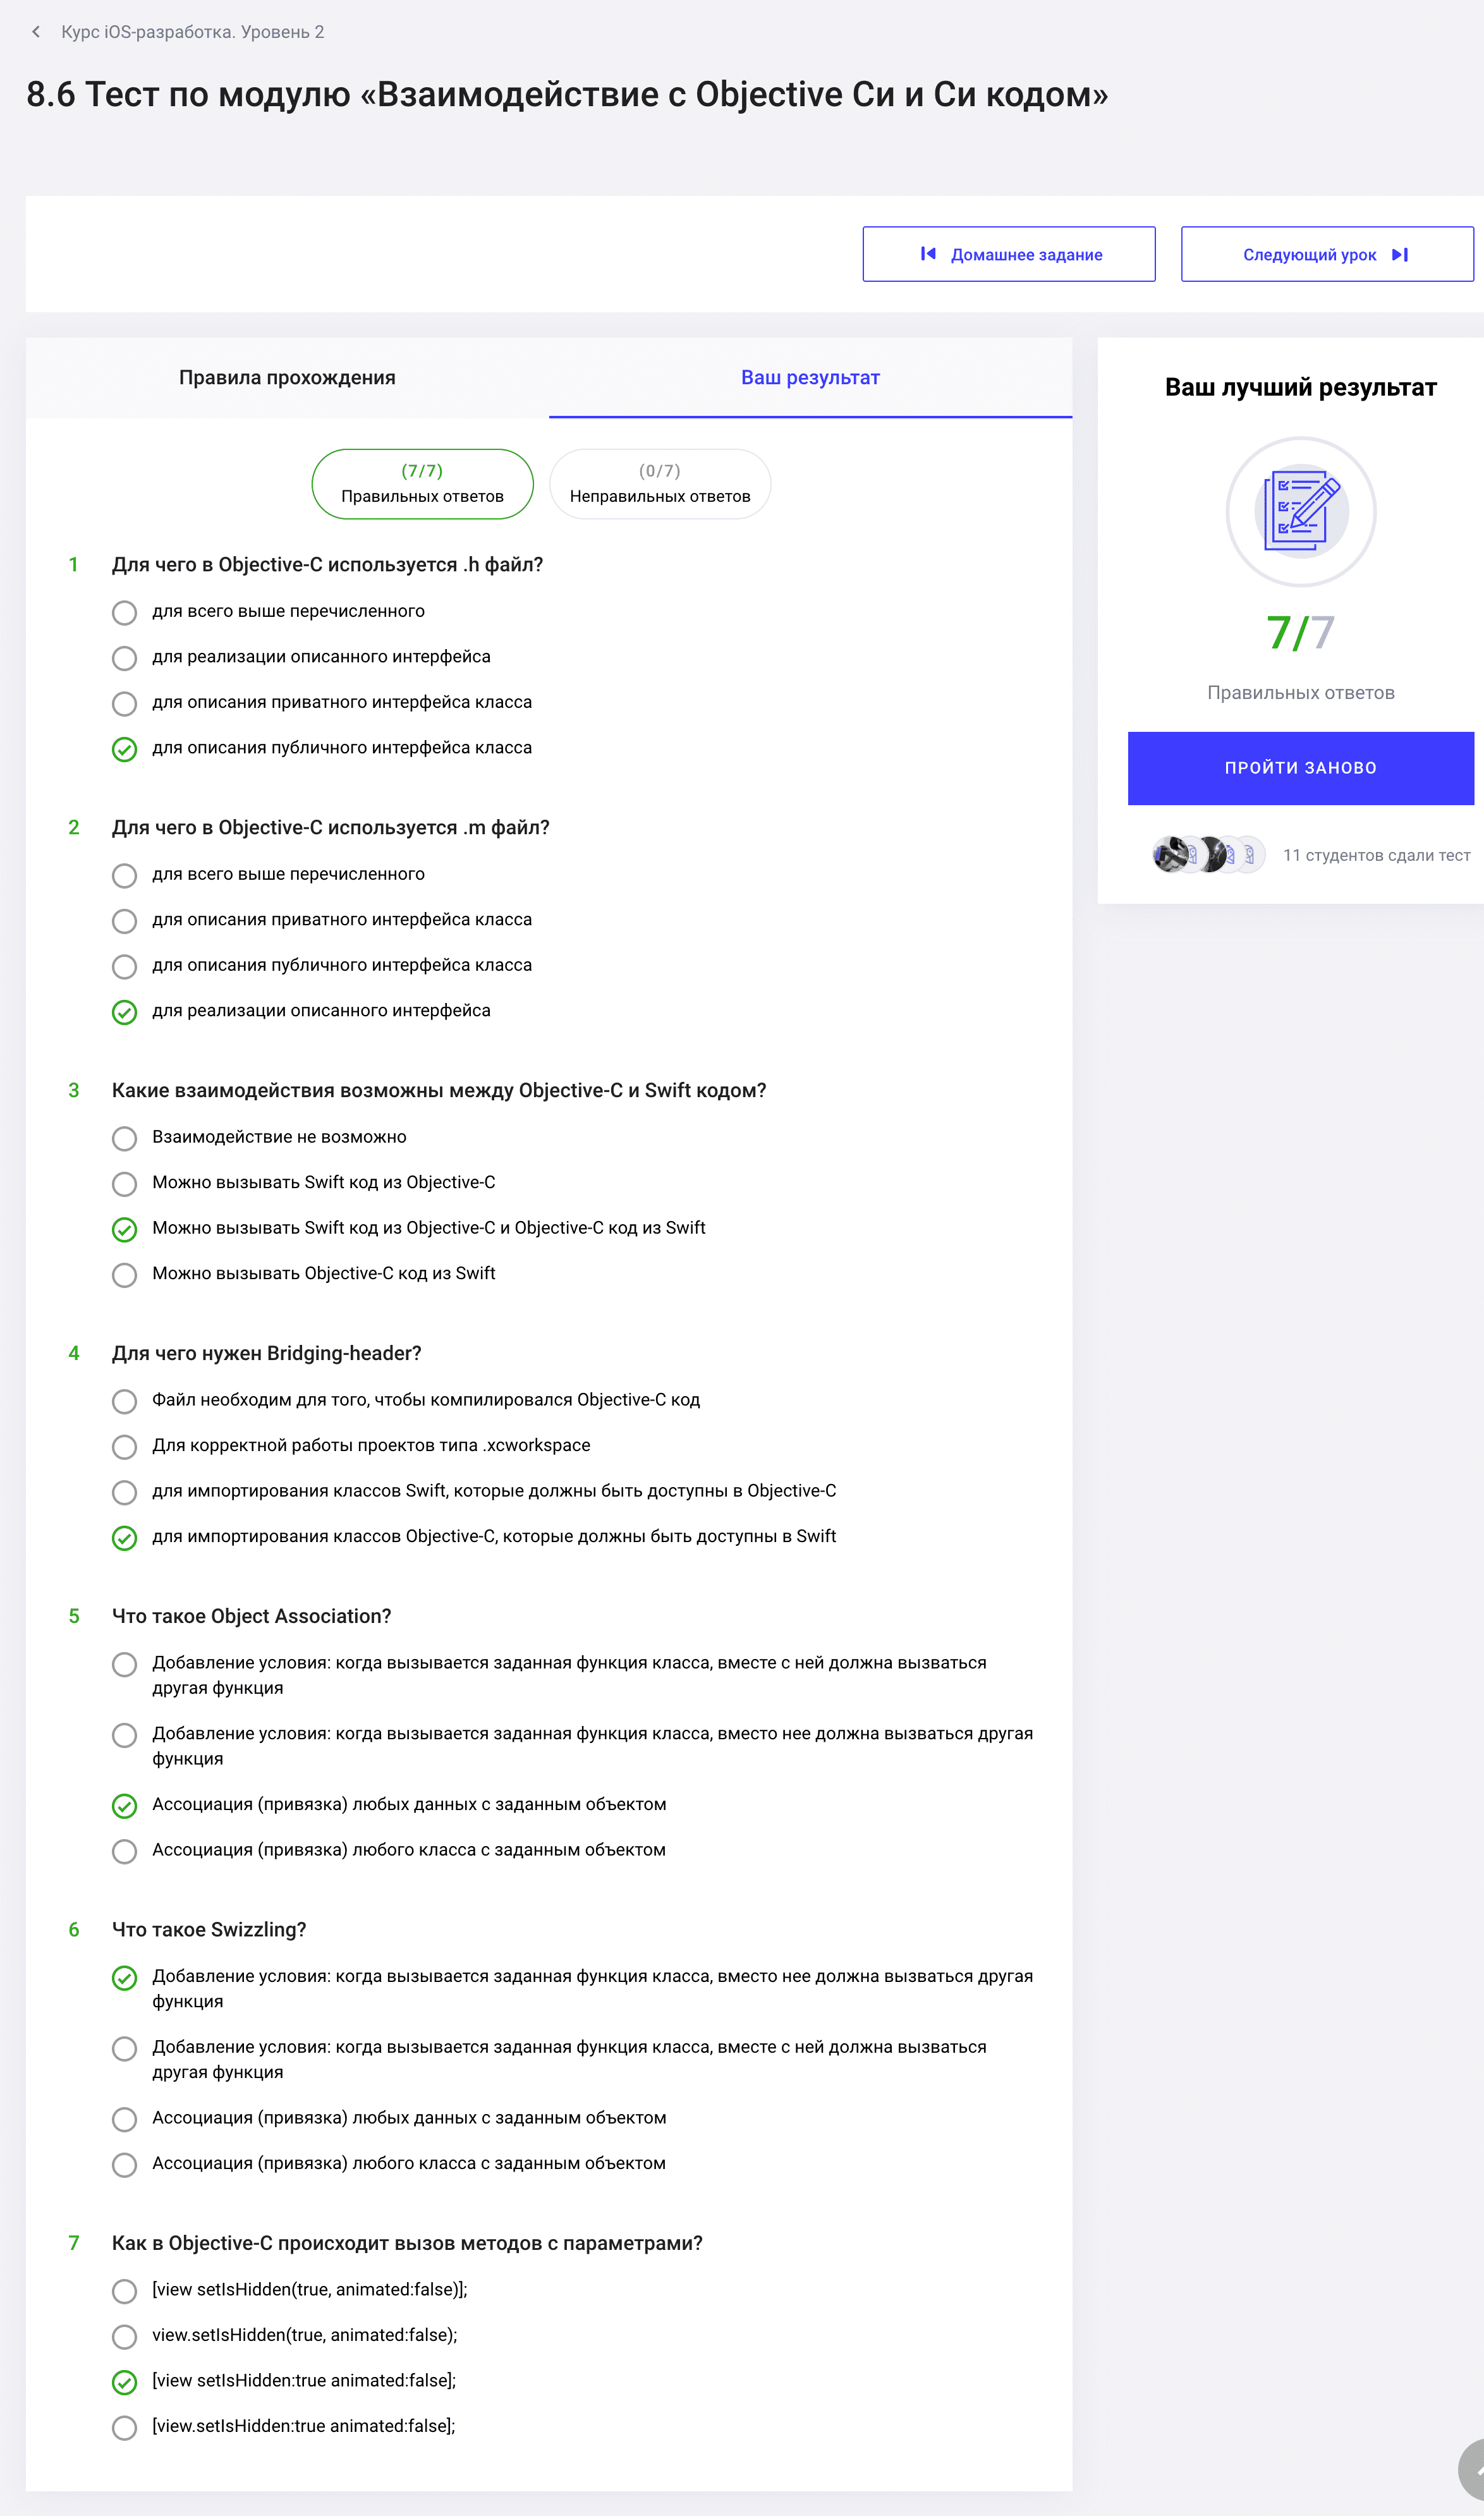 Курс iOS-разработка. Уровень 2
8.6 Тест по модулю «Взаимодействие с Objective Си и Си кодом»
Домашнее задание
Следующий урок
Правила прохождения
Ваш результат
(7/7)
Правильных ответов
(0/7)
Неправильных ответов
1 Для чего в Objective-C используется .h файл?
для всего выше перечисленного
для реализации описанного интерфейса
для описания приватного интерфейса класса
для описания публичного интерфейса класса
2 Для чего в Objective-C используется .m файл?
для всего выше перечисленного
для описания приватного интерфейса класса
для описания публичного интерфейса класса
для реализации описанного интерфейса
3 Какие взаимодействия возможны между Objective-C и Swift кодом?
Взаимодействие не возможно
Можно вызывать Swift код из Objective-C
Можно вызывать Swift код из Objective-C и Objective-C код из Swift
Можно вызывать Objective-C код из Swift
4 Для чего нужен Bridging-header?
Файл необходим для того, чтобы компилировался Objective-C код
Для корректной работы проектов типа .xcworkspace
для импортирования классов Swift, которые должны быть доступны в Objective-C
для импортирования классов Objective-C, которые должны быть доступны в Swift
5 Что такое Object Association?
Добавление условия: когда вызывается заданная функция класса, вместе с ней должна вызваться
другая функция
Добавление условия: когда вызывается заданная функция класса, вместо нее должна вызваться другая
функция
Ассоциация (привязка) любых данных с заданным объектом
Ассоциация (привязка) любого класса с заданным объектом
6 Что такое Swizzling?
Добавление условия: когда вызывается заданная функция класса, вместо нее должна вызваться другая
функция
Добавление условия: когда вызывается заданная функция класса, вместе с ней должна вызваться
другая функция
Ассоциация (привязка) любых данных с заданным объектом
Ассоциация (привязка) любого класса с заданным объектом
7 Как в Objective-C происходит вызов методов с параметрами?
[view setIsHidden(true, animated:false)];
view.setIsHidden(true, animated:false);
[view setIsHidden:true animated:false];
[view.setIsHidden:true animated:false];
Ваш лучший результат
7/7
Правильных ответов
ПРОЙТИ ЗАНОВО
11 студентов сдали тест